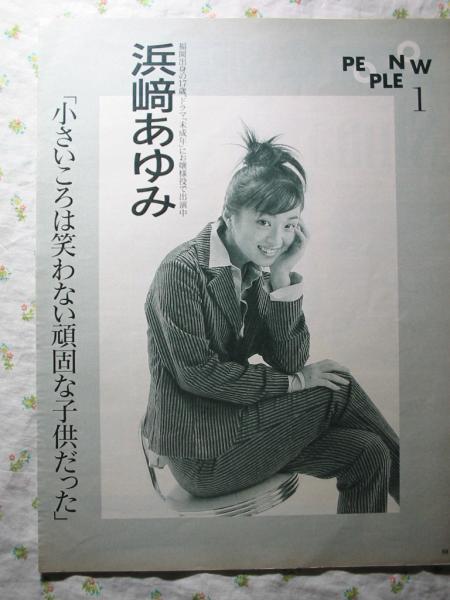 PEOPLE NOW
1
福岡出身の17歳。ドラマ「未成年」にお嬢様役で出演中
浜﨑あゆみ
「小さいころは笑わない頑固な子供だった」